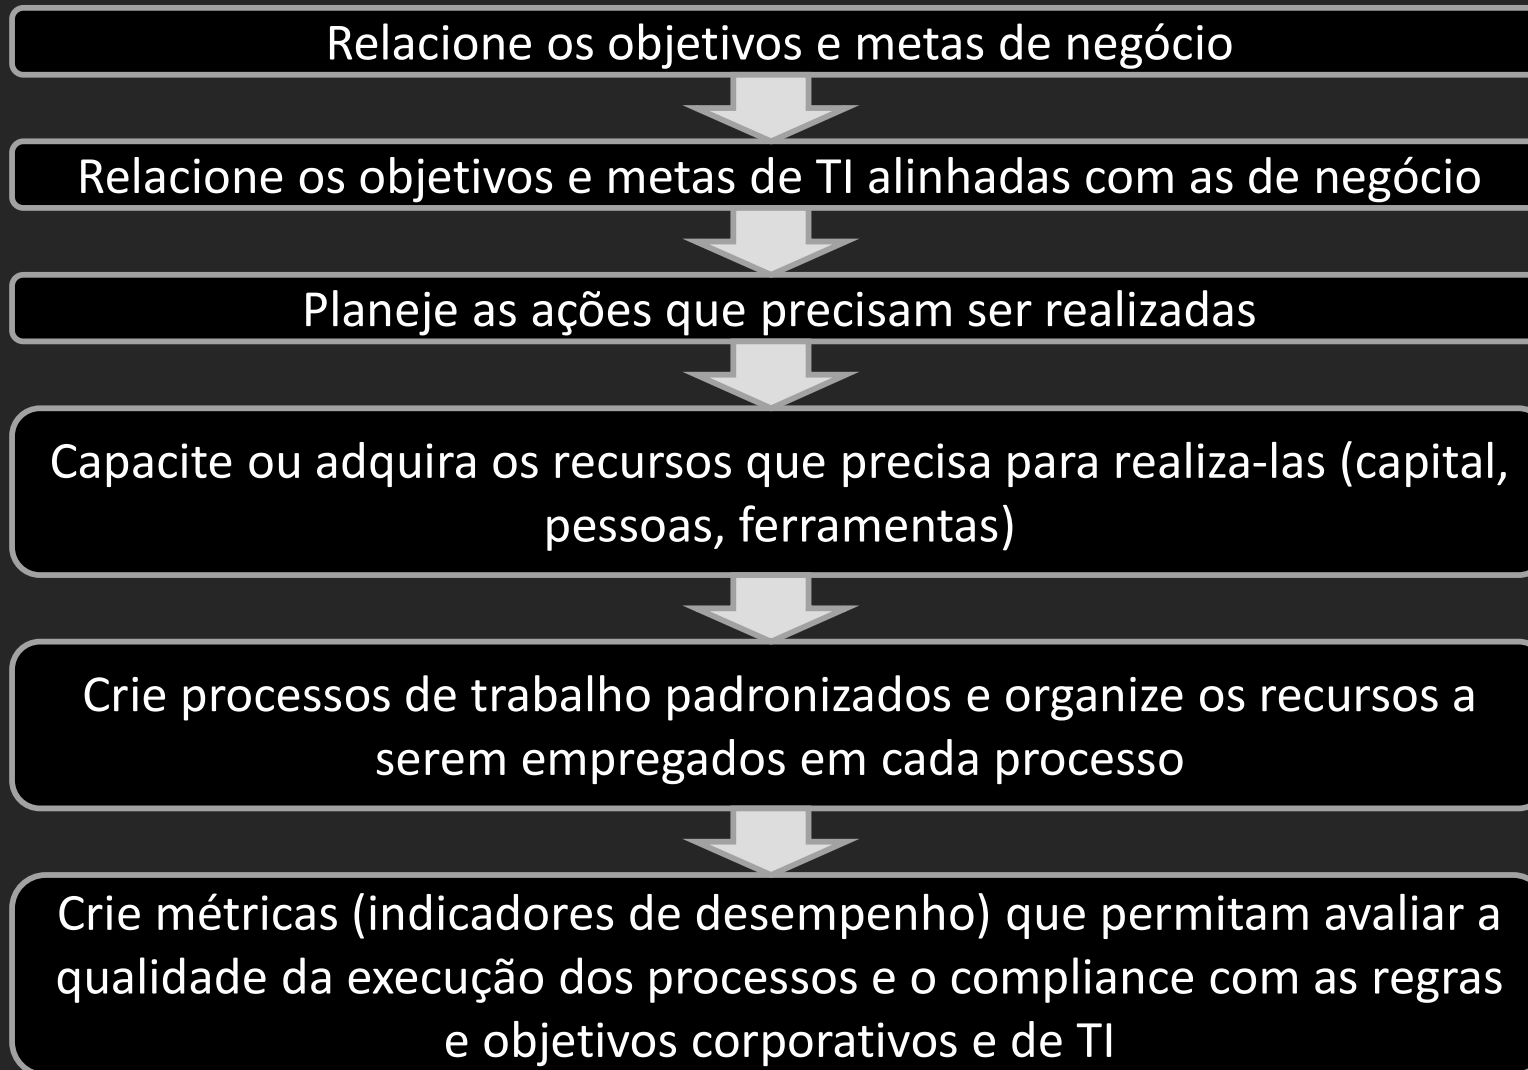 Relacione os objetivos e metas de negócio
Relacione os objetivos e metas de TI alinhadas com as de negócio
Planeje as ações que precisam ser realizadas
Capacite ou adquira os recursos que precisa para realiza-las (capital,
pessoas, ferramentas)
Crie processos de trabalho padronizados e organize os recursos a
serem empregados em cada processo
Crie métricas (indicadores de desempenho) que permitam avaliar a
qualidade da execução dos processos e o compliance com as regras
e objetivos corporativos e de TI